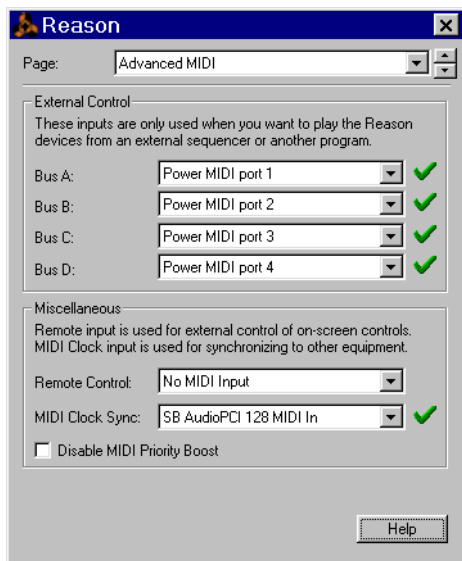 Reason
Page: Advanced MIDI
External Control
These inputs are only used when you want to play the Reason
devices from an external sequencer or another program.
Bus A: Power MIDI port 1
Bus B: Power MIDI port 2
Bus C: Power MIDI port 3
Bus D: Power MIDI port 4
Miscellaneous
Remote input is used for external control of on-screen controls.
MIDI Clock input is used for synchronizing to other equipment.
Remote Control: No MIDI Input
MIDI Clock Sync: SB AudioPCI 128 MIDI In
Disable MIDI Priority Boost
Help